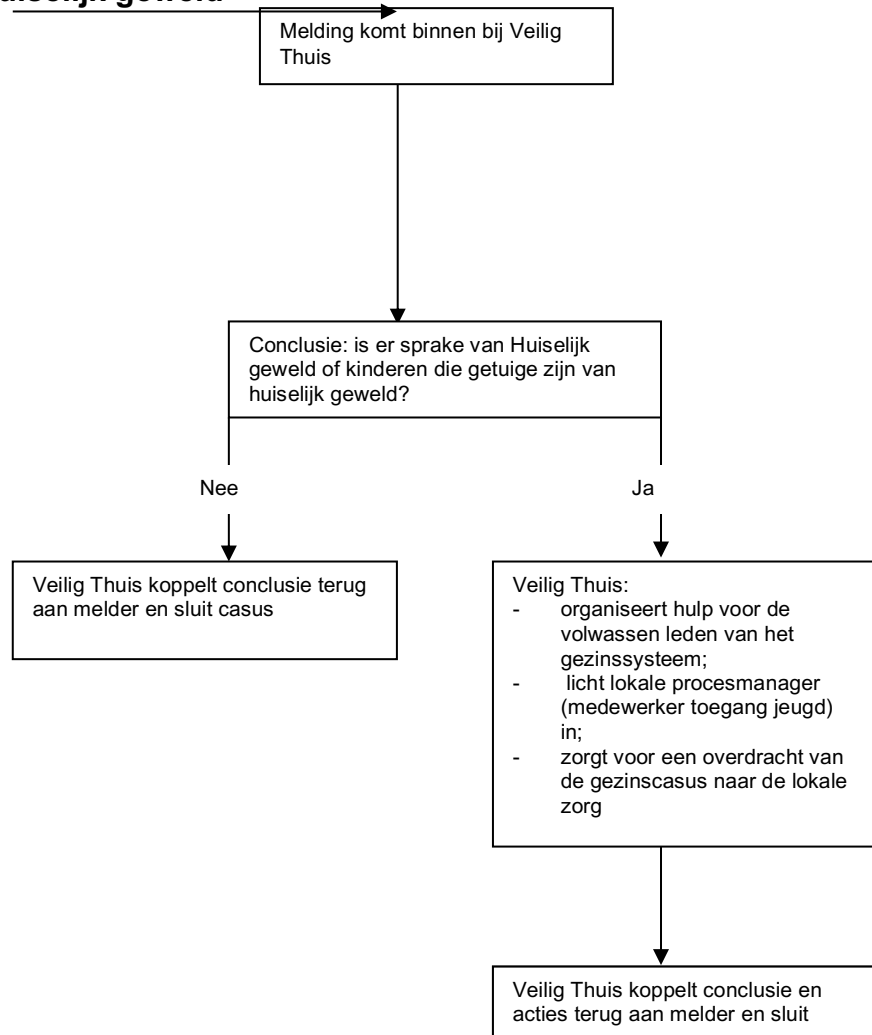 geweld
Melding komt binnen bij Veilig
Thuis
Conclusie: is er sprake van Huiselijk
geweld of kinderen die getuige zijn van
huiselijk geweld?
Nee
Ja
Veilig Thuis koppelt conclusie terug
aan melder en sluit casus
Veilig Thuis:
- organiseert hulp voor de
volwassen leden van het
gezinssysteem;
- licht lokale procesmanager
(medewerker toegang jeugd)
in;
- zorgt voor een overdracht van
de gezinscasus naar de lokale
zorg
Veilig Thuis koppelt conclusie en
acties terug aan melder en sluit